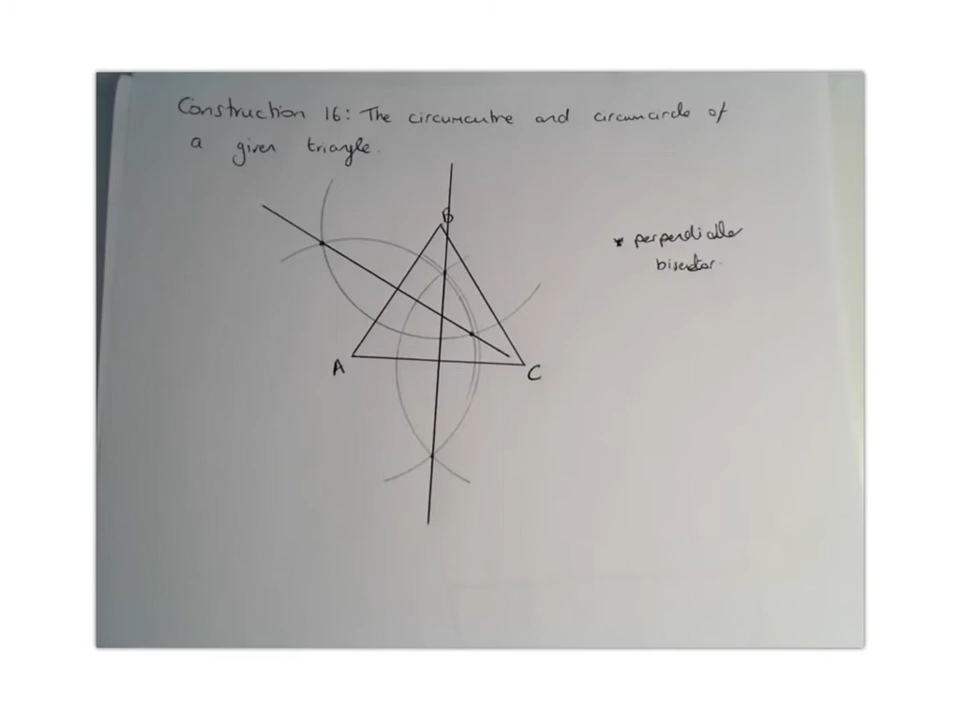 Construction 16: The circumcentre and circumcircle of
a given triangle.
B
* perpendicular
bisector.
A
C